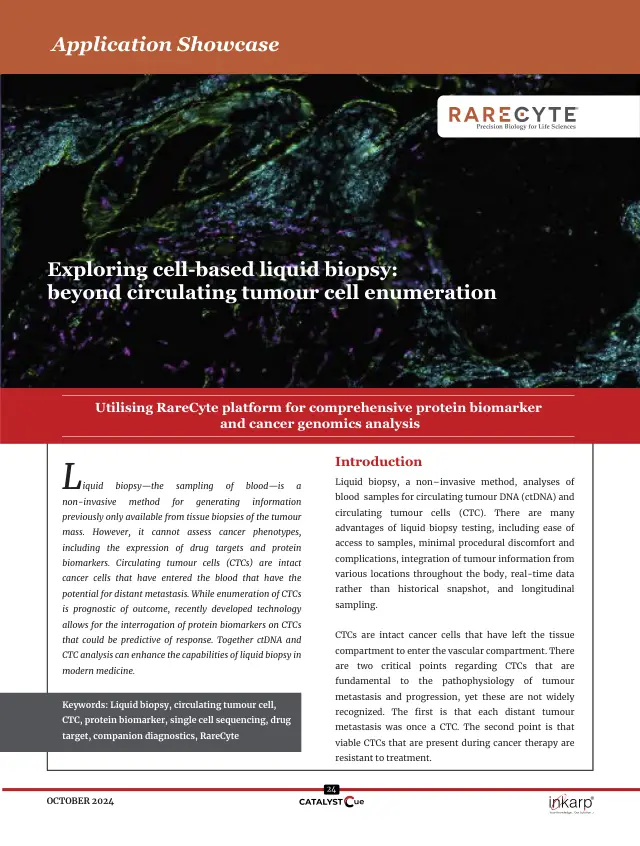 Application Showcase
RARECYTE
Precision Biology for Life Sciences
Exploring cell-based liquid biopsy:
beyond circulating tumour cell enumeration
Utilising RareCyte platform for comprehensive protein biomarker
and cancer genomics analysis
Liquid biopsy—the sampling of blood—is a
non-invasive method for generating information
previously only available from tissue biopsies of the tumour
mass. However, it cannot assess cancer phenotypes,
including the expression of drug targets and protein
biomarkers. Circulating tumour cells (CTCs) are intact
cancer cells that have entered the blood that have the
potential for distant metastasis. While enumeration of CTCs
is prognostic of outcome, recently developed technology
allows for the interrogation of protein biomarkers on CTCs
that could be predictive of response. Together ctDNA and
CTC analysis can enhance the capabilities of liquid biopsy in
modern medicine.
Keywords: Liquid biopsy, circulating tumour cell,
CTC, protein biomarker, single cell sequencing, drug
target, companion diagnostics, RareCyte
Introduction
Liquid biopsy, a non-invasive method, analyses of
blood samples for circulating tumour DNA (ctDNA) and
circulating tumour cells (CTC). There are many
advantages of liquid biopsy testing, including ease of
access to samples, minimal procedural discomfort and
complications, integration of tumour information from
various locations throughout the body, real-time data
rather than historical snapshot, and longitudinal
sampling.
CTCs are intact cancer cells that have left the tissue
compartment to enter the vascular compartment. There
are two critical points regarding CTCs that are
fundamental to the pathophysiology of tumour
metastasis and progression, yet these are not widely
recognized. The first is that each distant tumour
metastasis was once a CTC. The second point is that
viable CTCs that are present during cancer therapy are
resistant to treatment.
OCTOBER 2024
24
CATALYST Cue
inkarp®